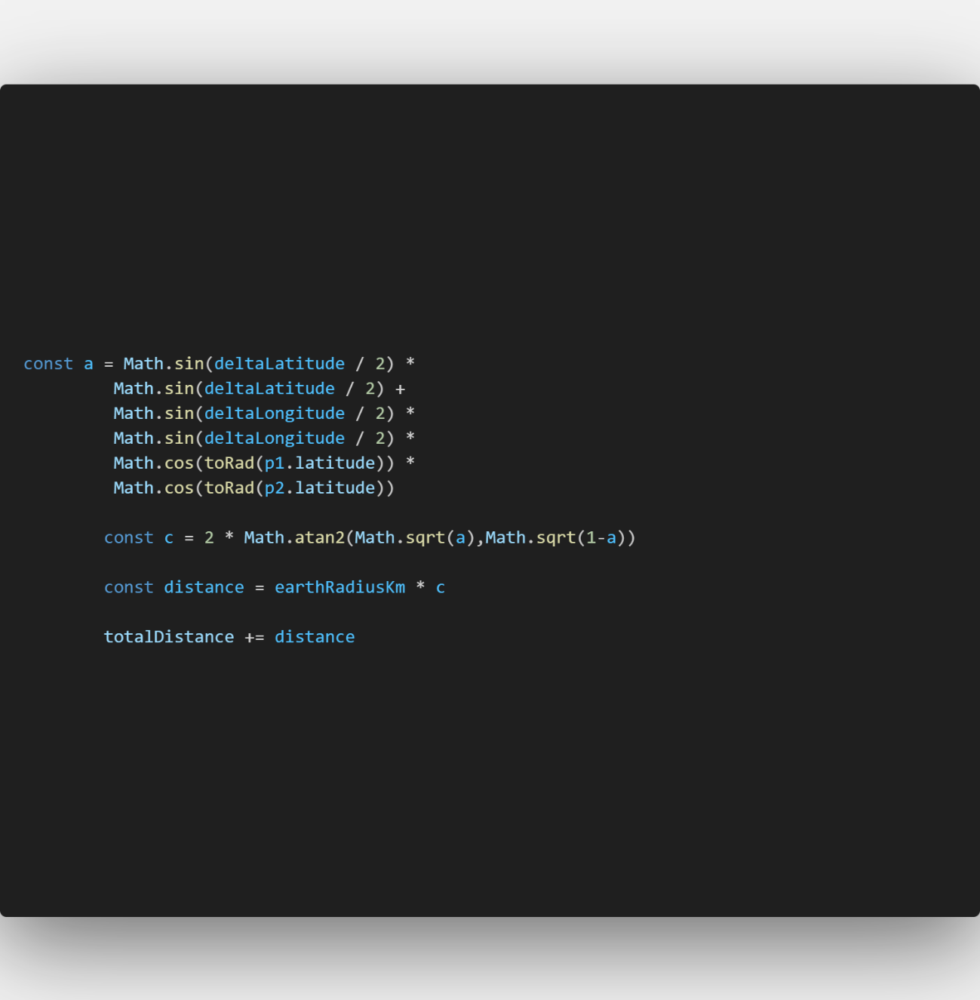 const a = Math.sin(deltaLatitude / 2) *
Math.sin(deltaLatitude / 2) +
Math.sin(deltaLongitude / 2) *
Math.sin(deltaLongitude / 2) *
Math.cos(toRad(p1.latitude)) *
Math.cos(toRad(p2.latitude))
const c = 2 * Math.atan2(Math.sqrt(a),Math.sqrt(1-a))
const distance = earthRadiusKm * c
totalDistance += distance